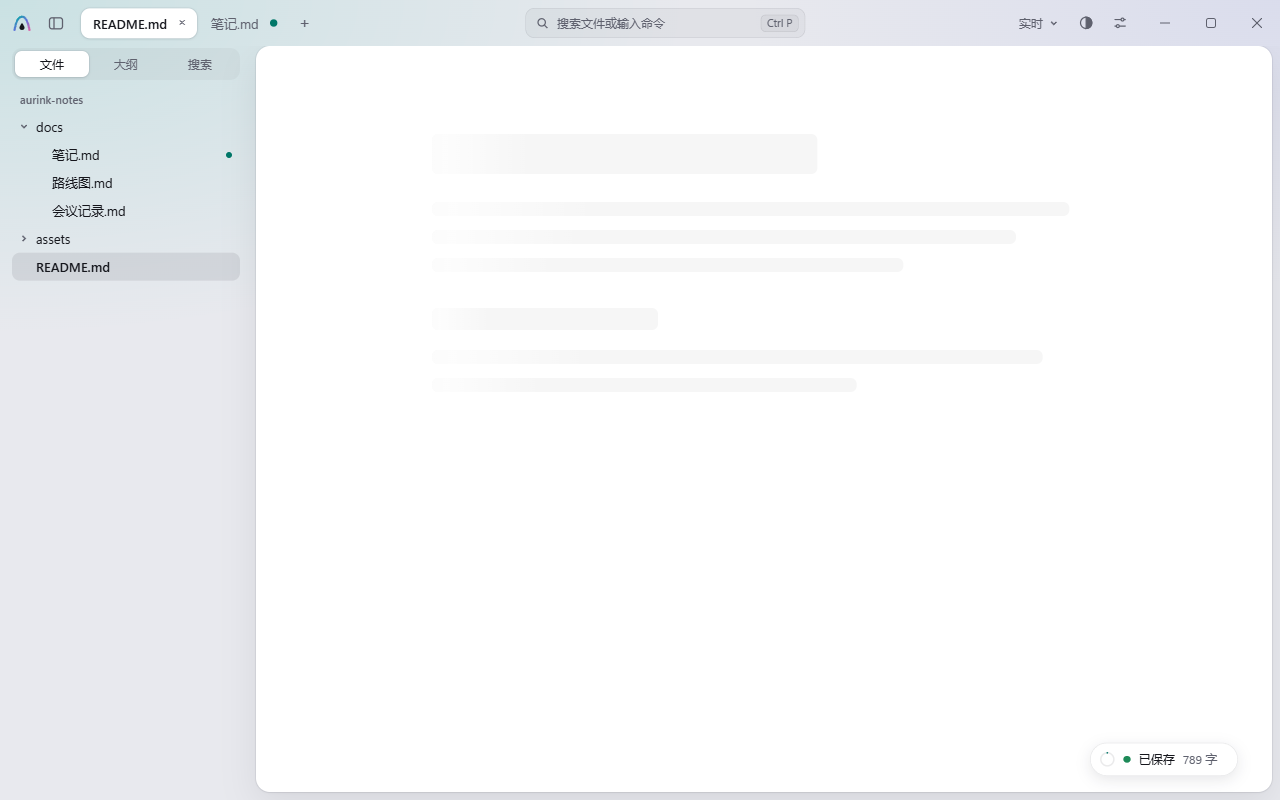 README.md × 笔记.md +
搜索文件或输入命令 Ctrl P
实时
文件 大纲 搜索
aurink-notes
docs
笔记.md
路线图.md
会议记录.md
assets
README.md
已保存 789 字